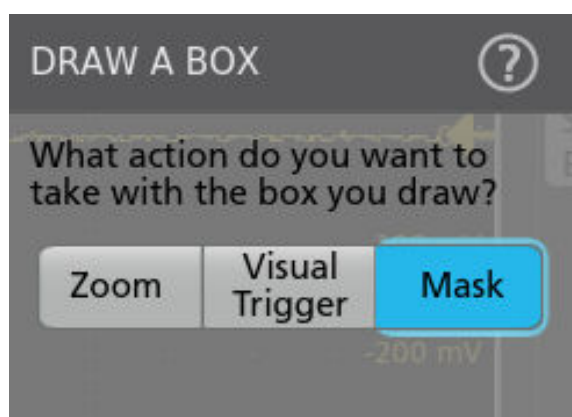 DRAW A BOX ?
What action do you want to
take with the box you draw?
Zoom
Visual
Trigger
Mask
-200 mV